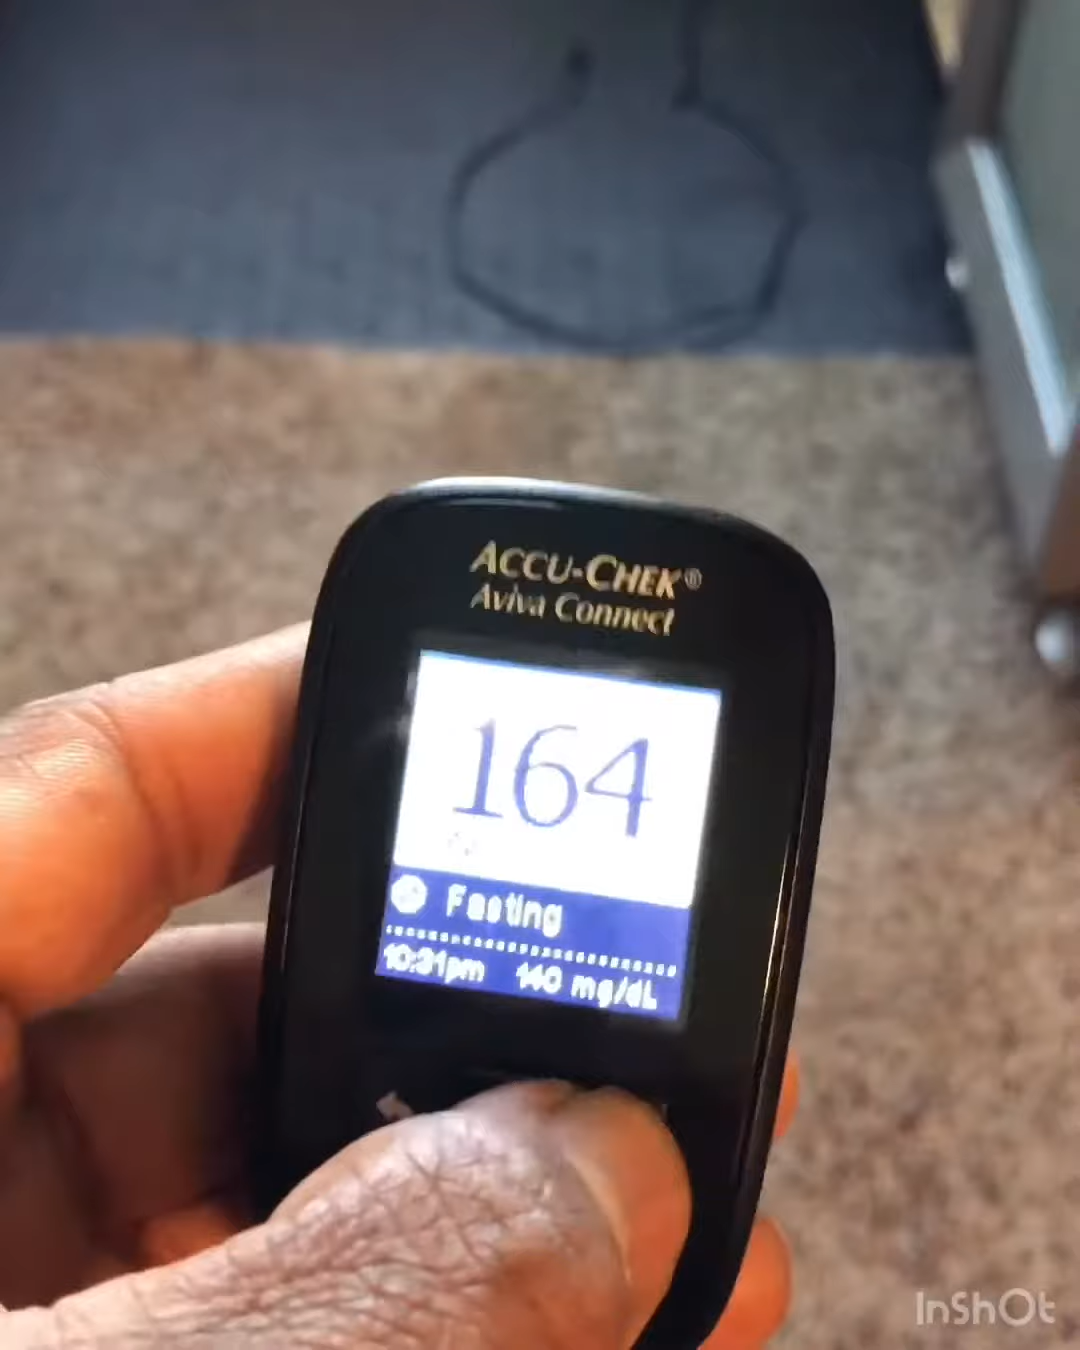 ACCU-CHEK®
Aviva Connect
164
Fasting
10:31pm 140 mg/dL
InShOt